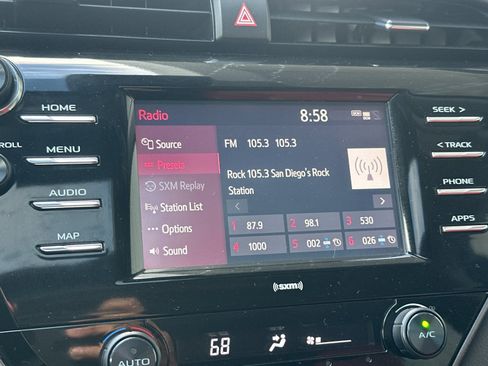 Radio 8:58
HOME
SEEK >
Source
FM 105.3 105.3
SCROLL
MENU
Presets
Rock 105.3 San Diego's Rock
Station
< TRACK
SXM Replay
AUDIO
Station List
PHONE
Options
1 87.9 2 98.1 3 530
MAP
Sound
4 1000 5 002 6 026
APPS
((sxm))
AUTO
68
A/C